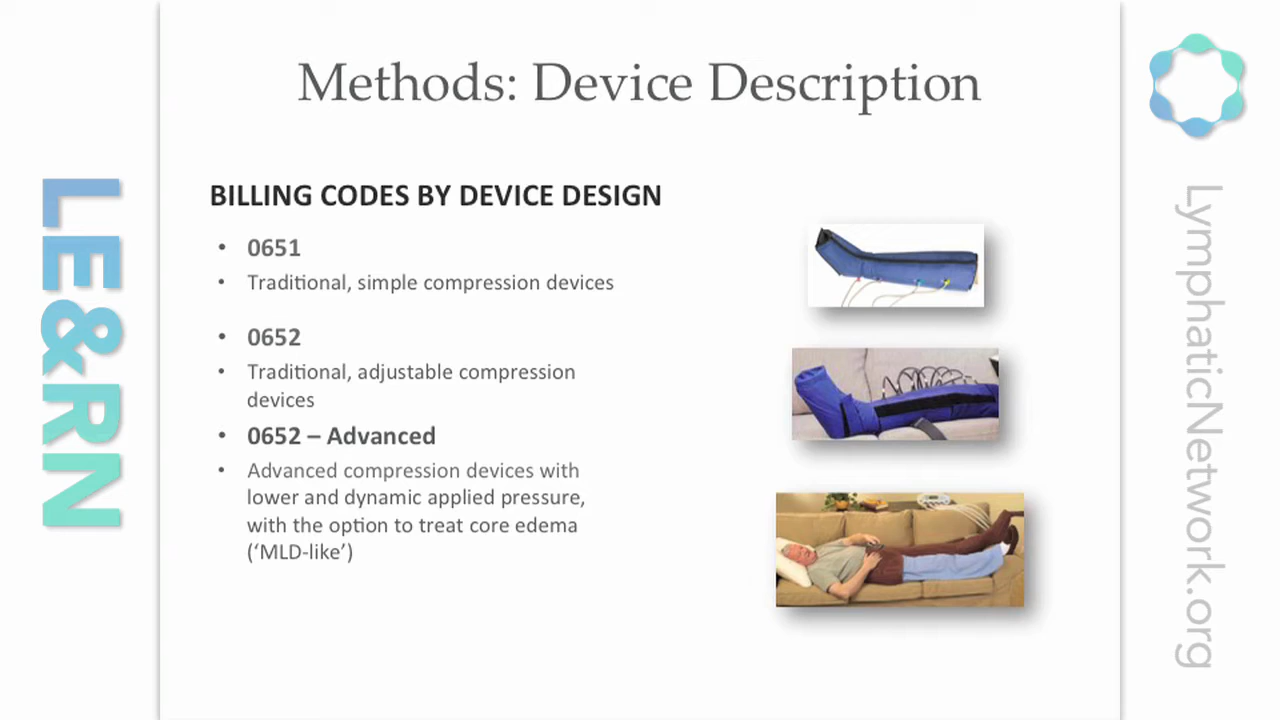 Methods: Device Description
BILLING CODES BY DEVICE DESIGN
• 0651
• Traditional, simple compression devices
• 0652
• Traditional, adjustable compression
devices
• 0652 – Advanced
• Advanced compression devices with
lower and dynamic applied pressure,
with the option to treat core edema
(‘MLD-like’)
LE&RN
LymphaticNetwork.org